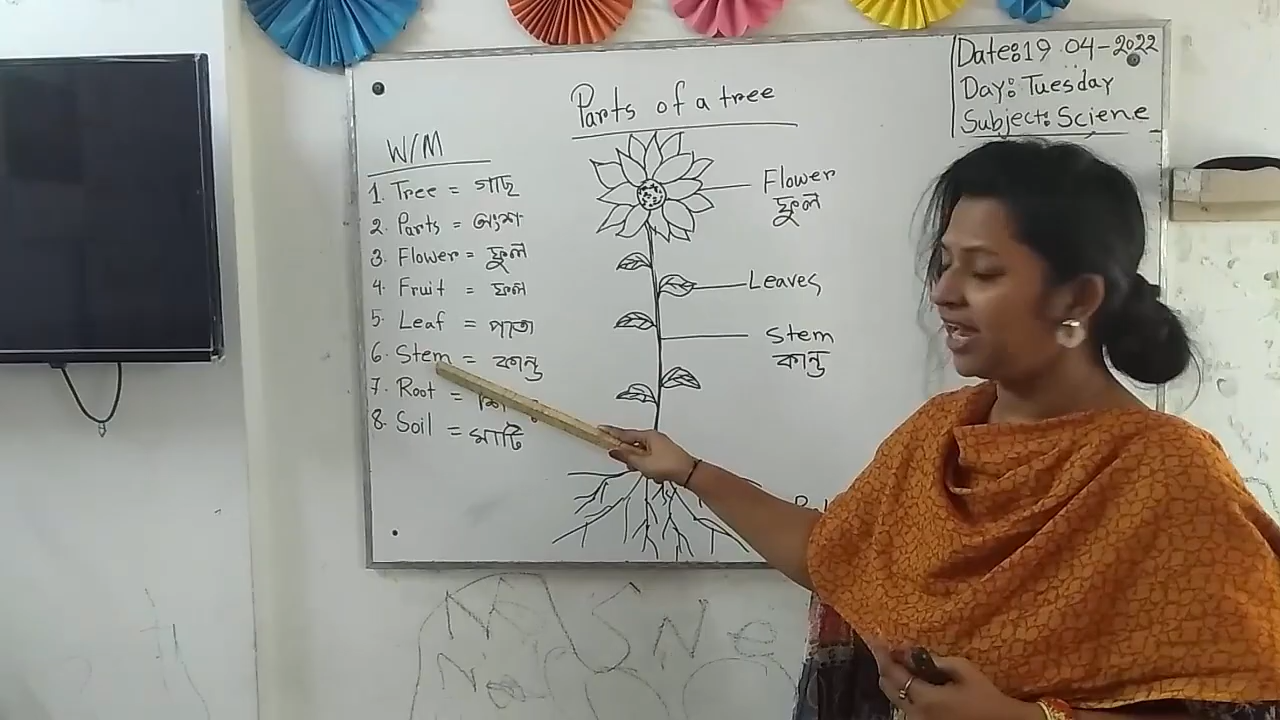 Date: 19 04-2022
Day: Tuesday
Subject: Sciene
Parts of a tree
W/M
1. Tree = গাছ
2. Parts = অংশ
3. Flower = ফুল
4. Fruit = ফল
5 Leaf = পাতা
6. Stem = কান্ড
7. Root =
8. Soil = মাটি
Flower
ফুল
Leaves
Stem
কান্ড